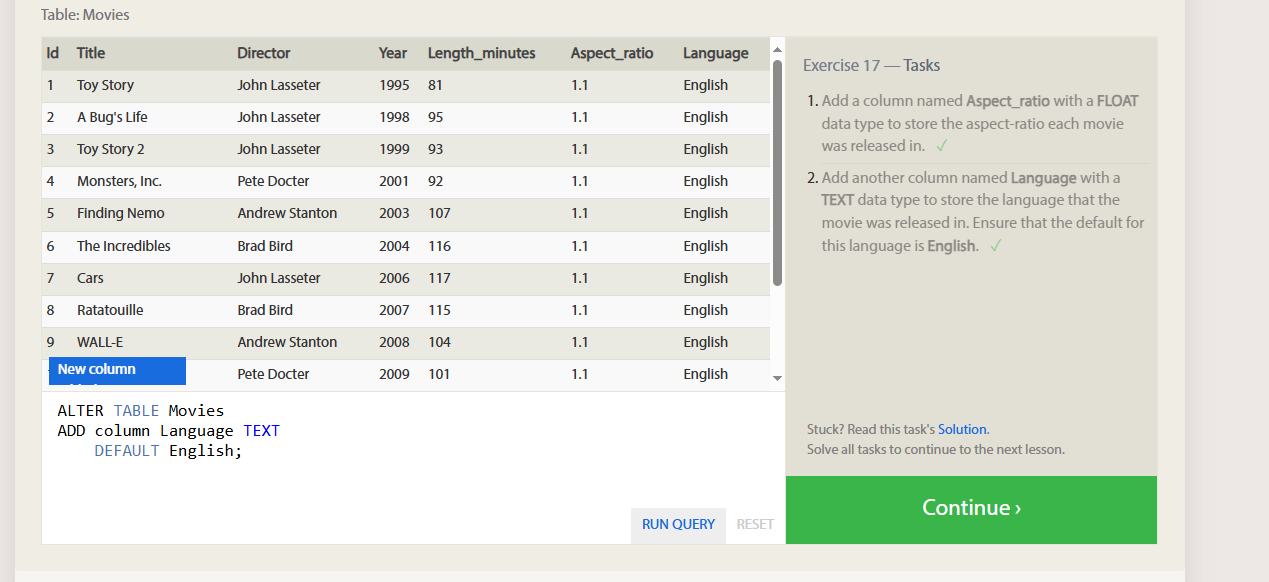 Table: Movies
Id Title Director Year Length_minutes Aspect_ratio Language
1 Toy Story John Lasseter 1995 81 1.1 English
2 A Bug's Life John Lasseter 1998 95 1.1 English
3 Toy Story 2 John Lasseter 1999 93 1.1 English
4 Monsters, Inc. Pete Docter 2001 92 1.1 English
5 Finding Nemo Andrew Stanton 2003 107 1.1 English
6 The Incredibles Brad Bird 2004 116 1.1 English
7 Cars John Lasseter 2006 117 1.1 English
8 Ratatouille Brad Bird 2007 115 1.1 English
9 WALL-E Andrew Stanton 2008 104 1.1 English
New column
Pete Docter 2009 101 1.1 English
ALTER TABLE Movies
ADD column Language TEXT
DEFAULT English;
RUN QUERY RESET
Exercise 17 — Tasks
1. Add a column named Aspect_ratio with a FLOAT
data type to store the aspect-ratio each movie
was released in. ✓
2. Add another column named Language with a
TEXT data type to store the language that the
movie was released in. Ensure that the default for
this language is English. ✓
Stuck? Read this task's Solution.
Solve all tasks to continue to the next lesson.
Continue ›